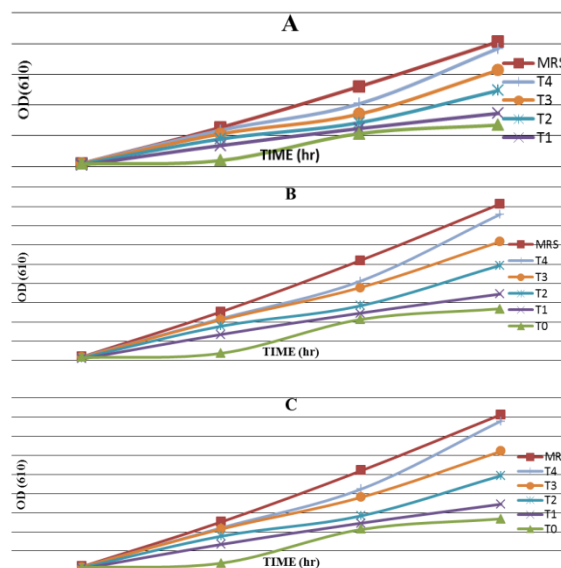 A
OD(610)
MRS
T4
T3
T2
T1
TIME (hr)
B
OD(610)
MRS
T4
T3
T2
T1
T0
TIME (hr)
C
OD (610)
MR
T4
T3
T2
T1
T0
TIME (hr)